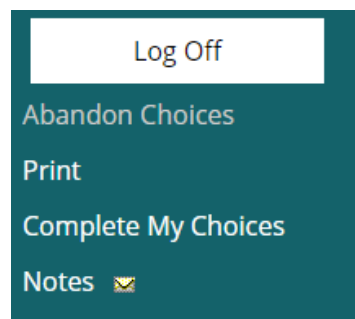 Log Off
Abandon Choices
Print
Complete My Choices
Notes